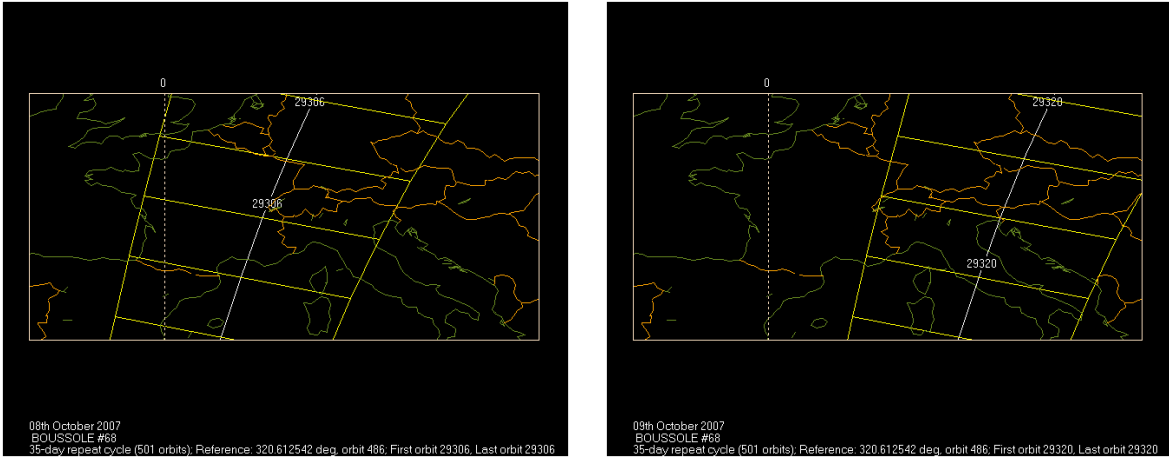 0
29306
29306
08th October 2007
BOUSSOLE #68
35-day repeat cycle (501 orbits); Reference: 320.612542 deg, orbit 486; First orbit 29306, Last orbit 29306
0
29320
29320
09th October 2007
BOUSSOLE #68
35-day repeat cycle (501 orbits); Reference: 320.612542 deg, orbit 486; First orbit 29320, Last orbit 29320